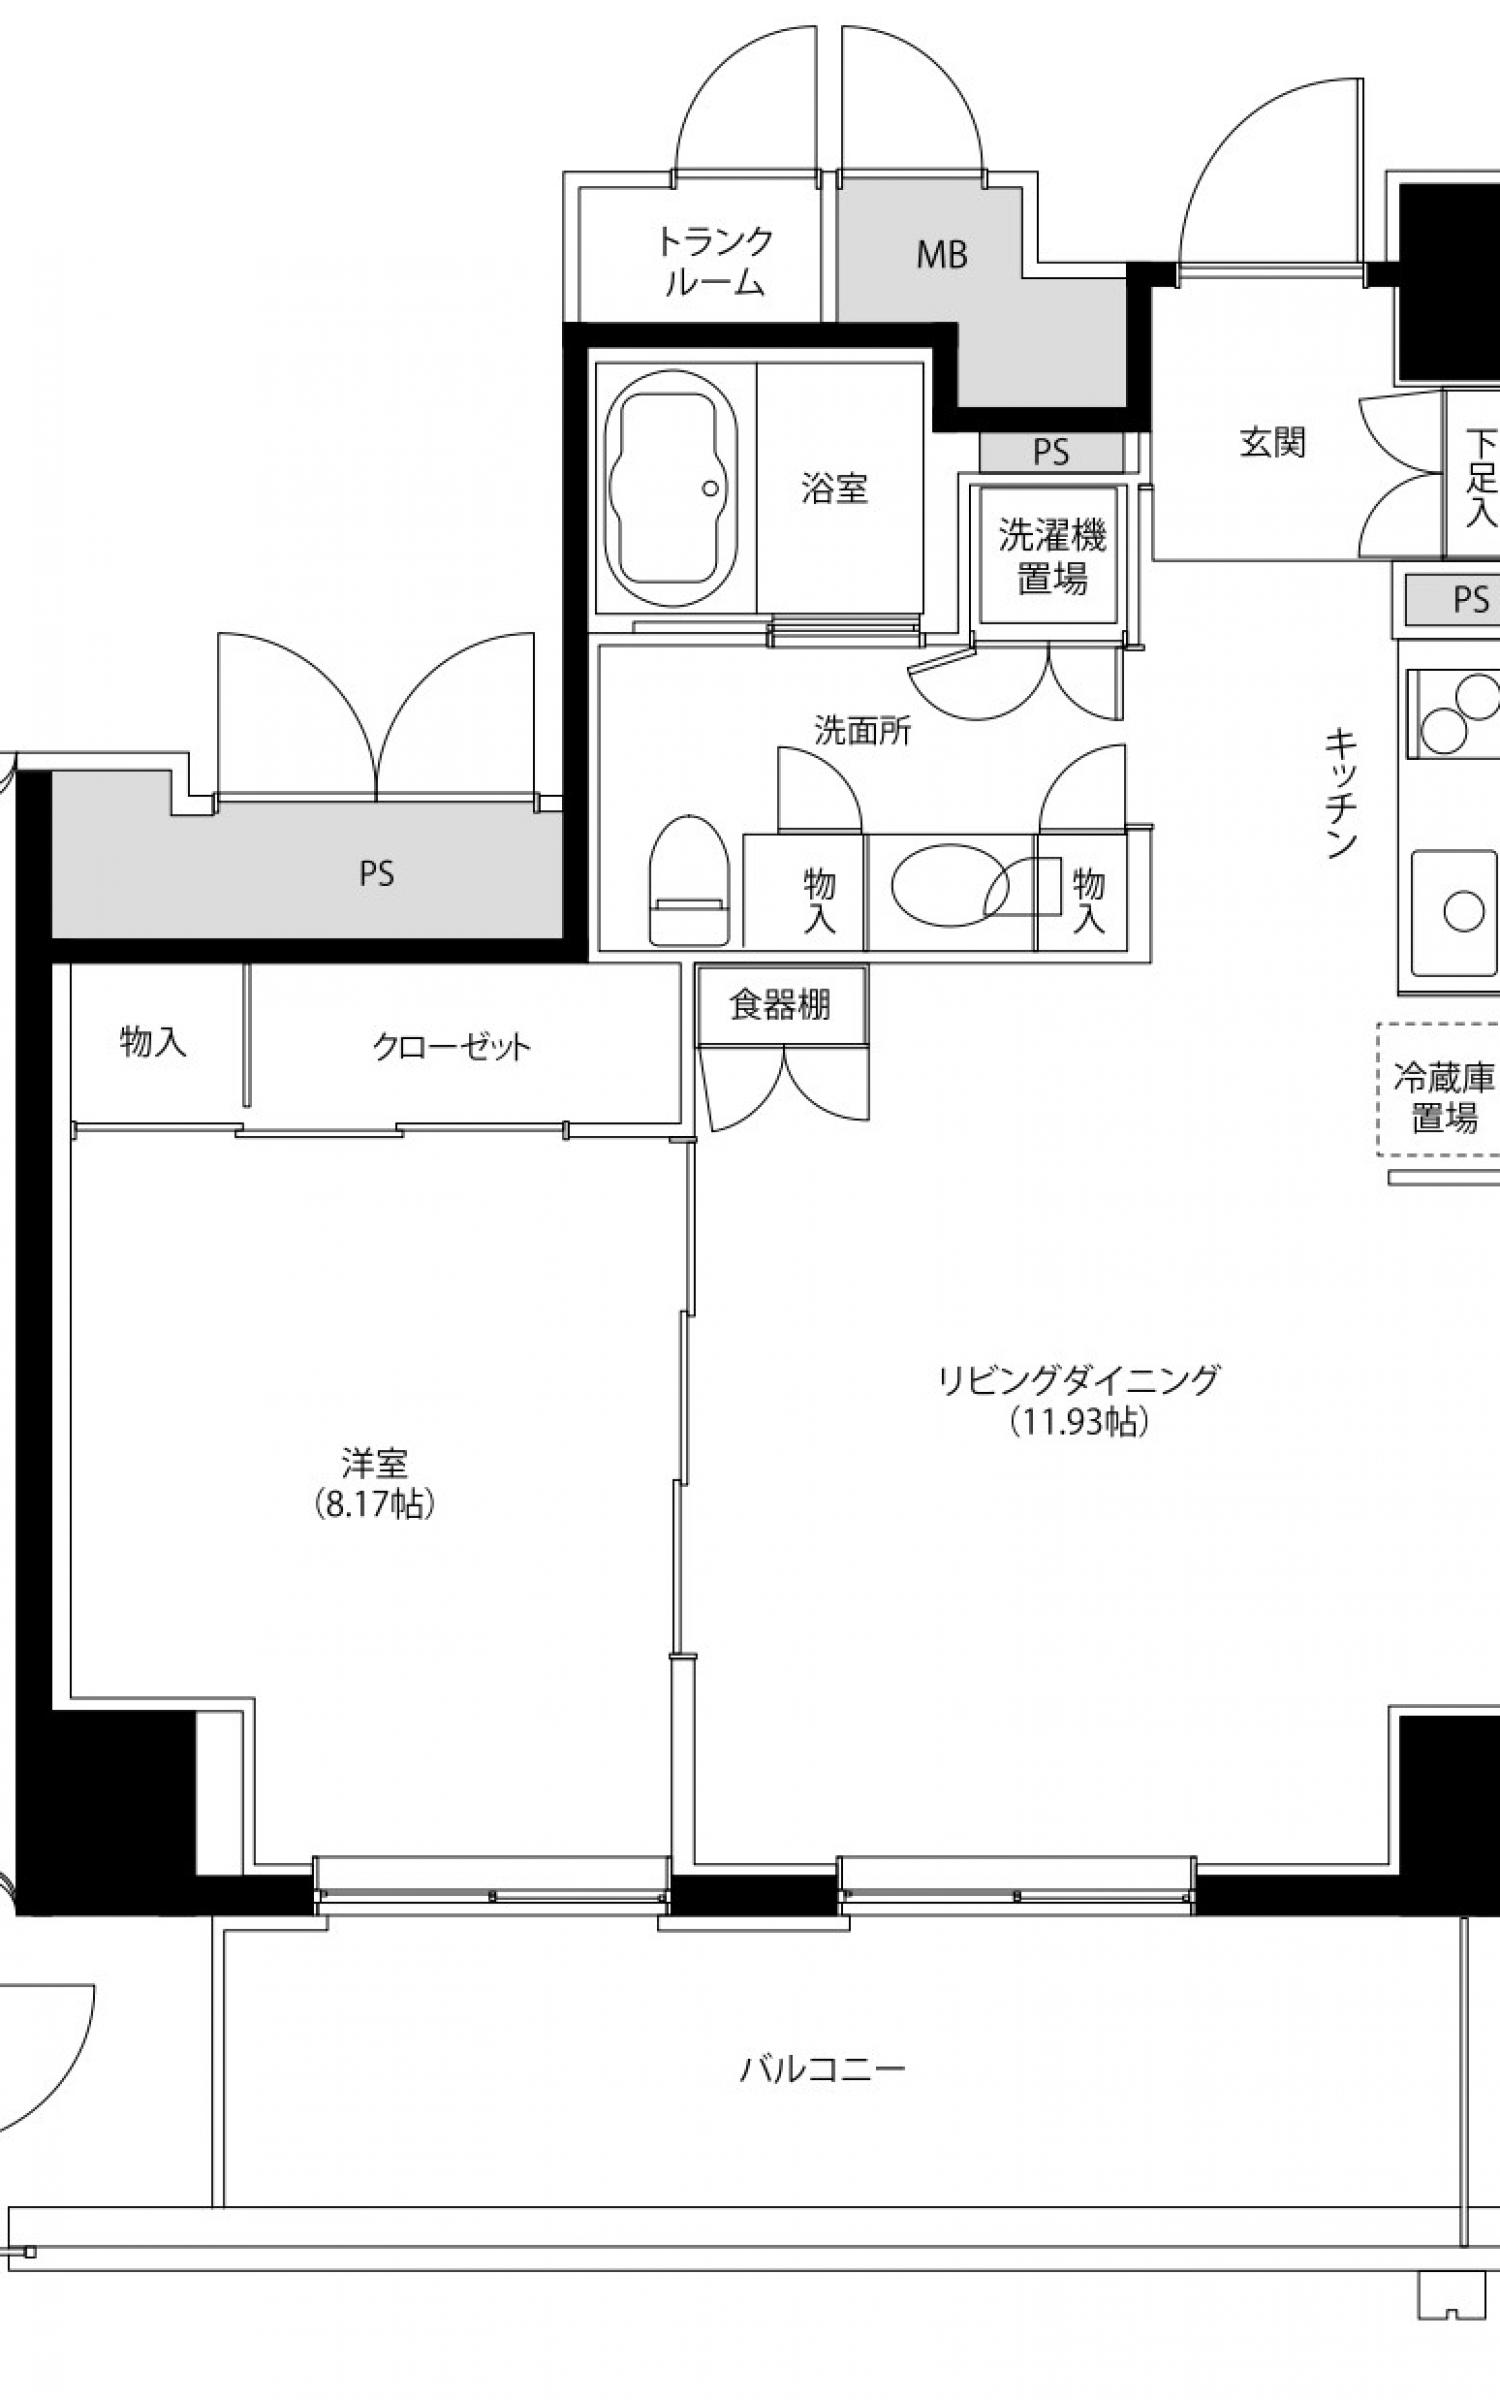 トランク
ルーム
MB
PS
玄関
下足入
浴室
洗濯機
置場
PS
洗面所
キッチン
PS
物入
物入
食器棚
物入
クローゼット
冷蔵庫
置場
リビングダイニング
(11.93帖)
洋室
(8.17帖)
バルコニー